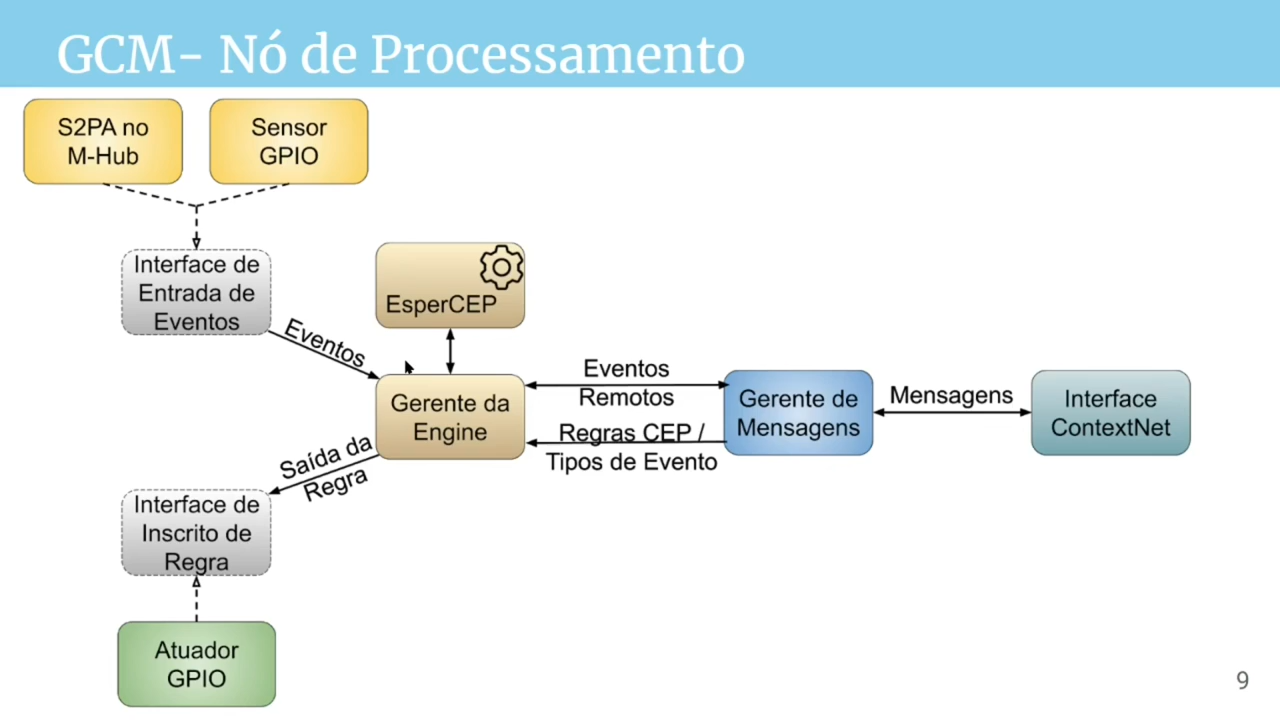 GCM- Nó de Processamento
S2PA no
M-Hub
Sensor
GPIO
Interface de
Entrada de
Eventos
EsperCEP
Eventos
Gerente da
Engine
Eventos
Remotos
Regras CEP /
Tipos de Evento
Gerente de
Mensagens
Mensagens
Interface
ContextNet
Saída da
Regra
Interface de
Inscrito de
Regra
Atuador
GPIO
9